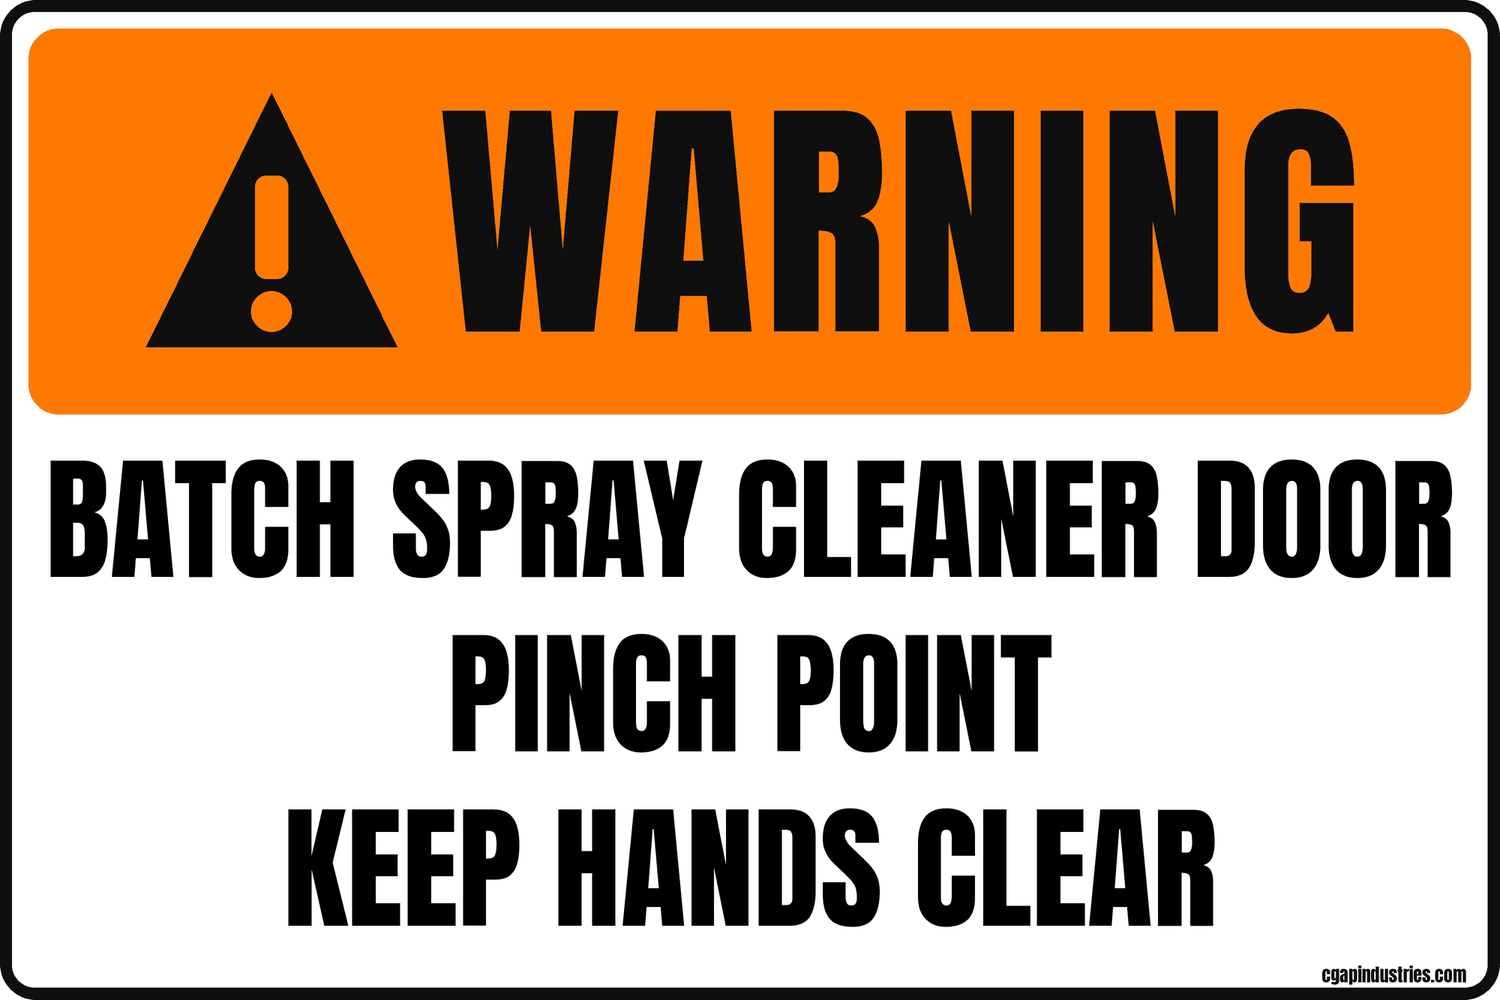 WARNING
BATCH SPRAY CLEANER DOOR
PINCH POINT
KEEP HANDS CLEAR
cgapindustries.com